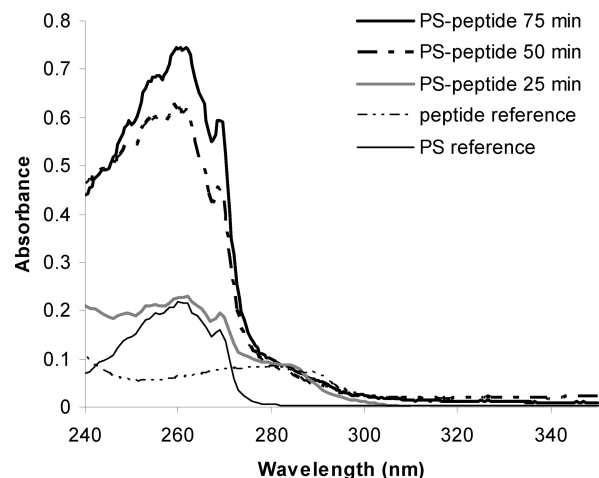 0.8
0.7
0.6
0.5
0.4
0.3
0.2
0.1
0
Absorbance
240
260
280
300
320
340
Wavelength (nm)
PS-peptide 75 min
PS-peptide 50 min
PS-peptide 25 min
peptide reference
PS reference